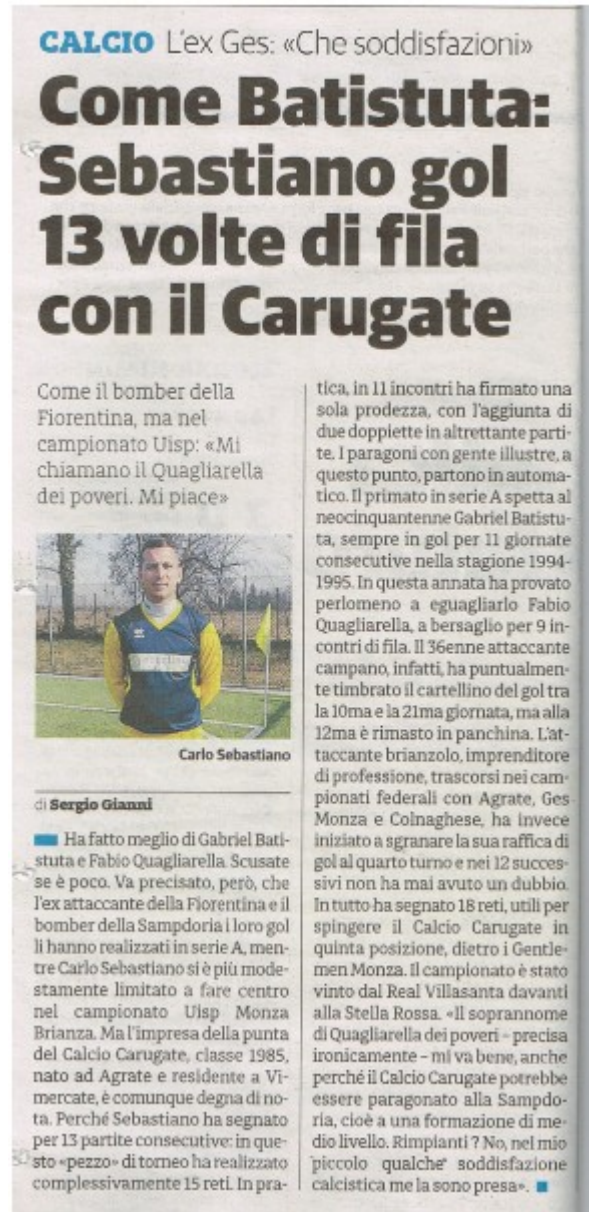 CALCIO L'ex Ges: «Che soddisfazioni»
Come Batistuta:
Sebastiano gol
13 volte di fila
con il Carugate
Come il bomber della
Fiorentina, ma nel
campionato Uisp: «Mi
chiamano il Quagliarella
dei poveri. Mi piace»
Carlo Sebastiano
di Sergio Gianni
Ha fatto meglio di Gabriel Bati-
stuta e Fabio Quagliarella. Scusate
se è poco. Va precisato, però, che
l'ex attaccante della Fiorentina e il
bomber della Sampdoria i loro gol
li hanno realizzati in serie A, men-
tre Carlo Sebastiano si è più mode-
stamente limitato a fare centro
nel campionato Uisp Monza
Brianza. Ma l'impresa della punta
del Calcio Carugate, classe 1985,
nato ad Agrate e residente a Vi-
mercate, è comunque degna di no-
ta. Perché Sebastiano ha segnato
per 13 partite consecutive: in que-
sto «pezzo» di torneo ha realizzato
complessivamente 15 reti. In pra-
tica, in 11 incontri ha firmato una
sola prodezza, con l'aggiunta di
due doppiette in altrettante parti-
te. I paragoni con gente illustre, a
questo punto, partono in automa-
tico. Il primato in serie A spetta al
neocinquantenne Gabriel Batistu-
ta, sempre in gol per 11 giornate
consecutive nella stagione 1994-
1995. In questa annata ha provato
perlomeno a eguagliarlo Fabio
Quagliarella, a bersaglio per 9 in-
contri di fila. Il 36enne attaccante
campano, infatti, ha puntualmen-
te timbrato il cartellino del gol tra
la 10ma e la 21ma giornata, ma alla
12ma è rimasto in panchina. L'at-
taccante brianzolo, imprenditore
di professione, trascorsi nei cam-
pionati federali con Agrate, Ges
Monza e Colnaghese, ha invece
iniziato a sgranare la sua raffica di
gol al quarto turno e nei 12 succes-
sivi non ha mai avuto un dubbio.
In tutto ha segnato 18 reti, utili per
spingere il Calcio Carugate in
quinta posizione, dietro i Gentle-
men Monza. Il campionato è stato
vinto dal Real Villasanta davanti
alla Stella Rossa. «Il soprannome
di Quagliarella dei poveri - precisa
ironicamente - mi va bene, anche
perché il Calcio Carugate potrebbe
essere paragonato alla Sampdo-
ria, cioè a una formazione di me-
dio livello. Rimpianti ? No, nel mio
piccolo qualche soddisfazione
calcistica me la sono presa».